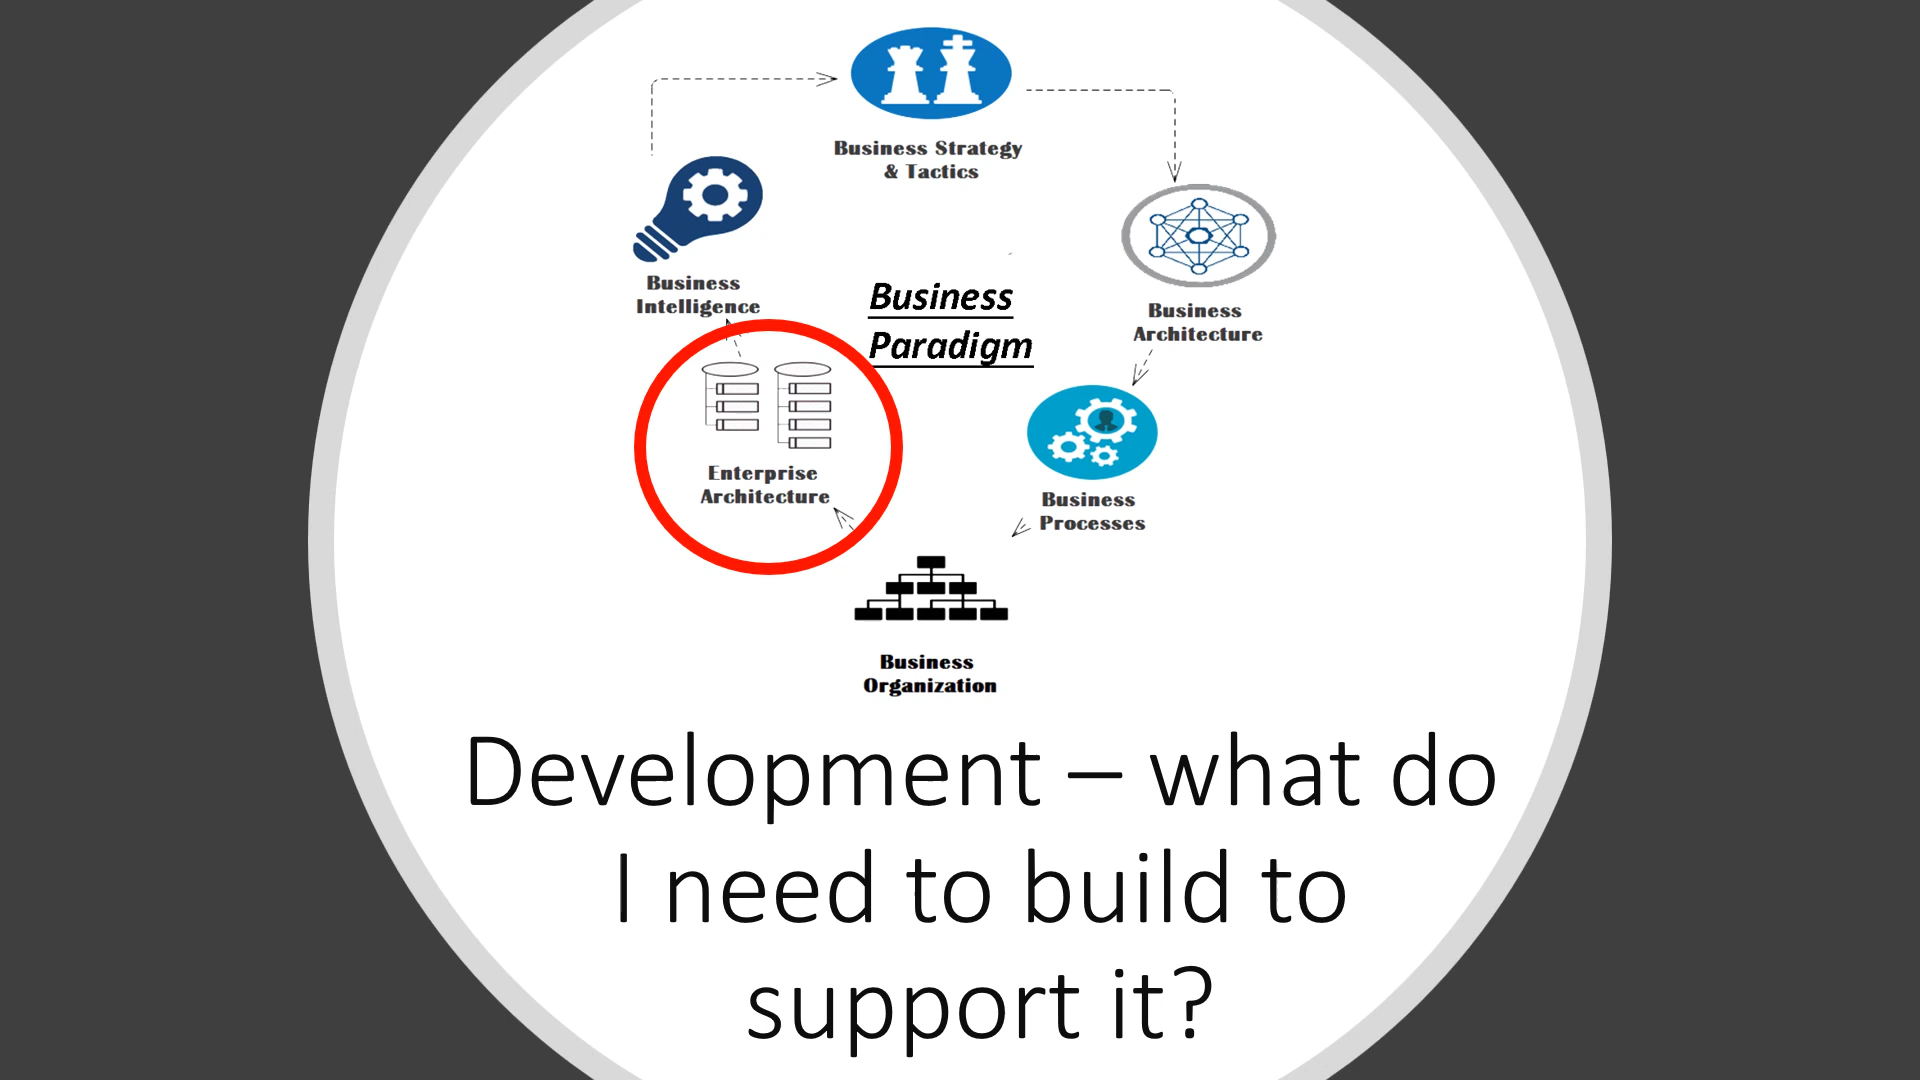 Business Strategy
& Tactics
Business
Intelligence
Business
Paradigm
Business
Architecture
Enterprise
Architecture
Business
Processes
Business
Organization
Development – what do
I need to build to
support it?